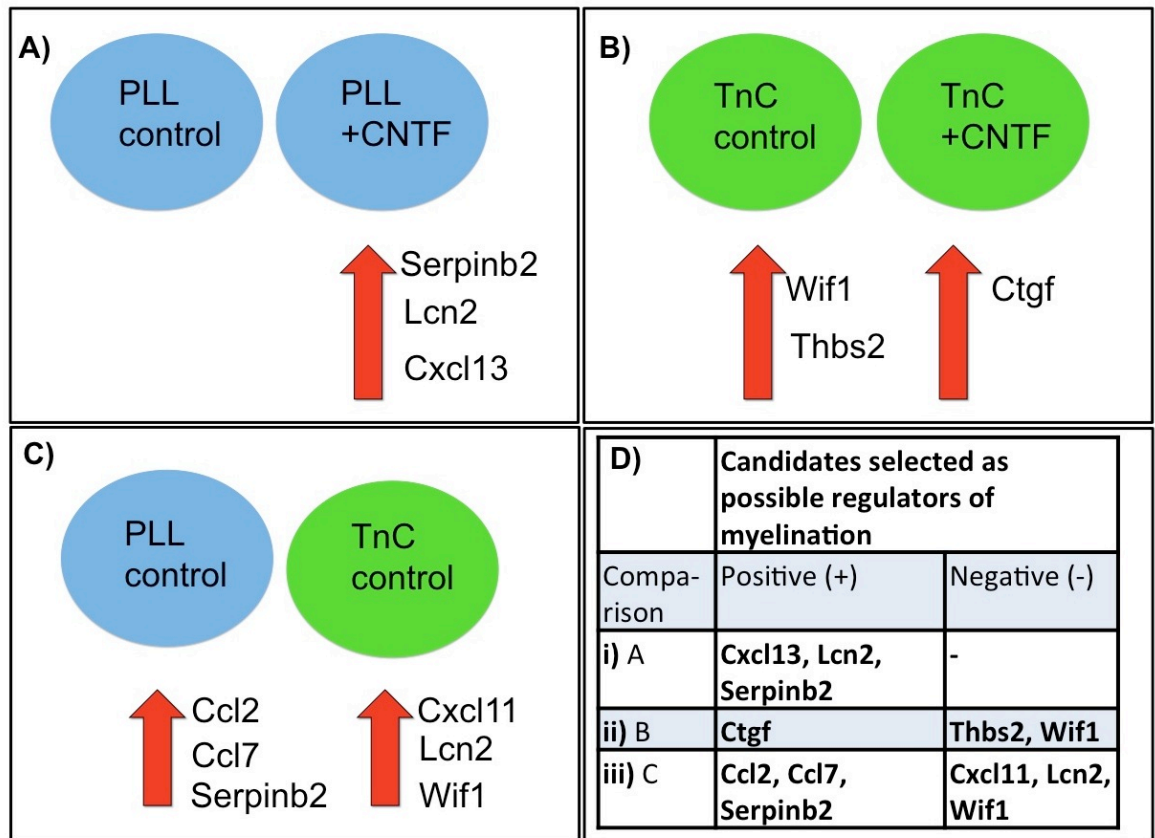 A)
PLL
control
PLL
+CNTF
Serpinb2
Lcn2
Cxcl13
B)
TnC
control
TnC
+CNTF
Wif1
Thbs2
Ctgf
C)
PLL
control
TnC
control
Ccl2
Ccl7
Serpinb2
Cxcl11
Lcn2
Wif1
D)
Candidates selected as
possible regulators of
myelination
Compa-
rison
Positive (+)
Negative (-)
i) A
Cxcl13, Lcn2,
Serpinb2
-
ii) B
Ctgf
Thbs2, Wif1
iii) C
Ccl2, Ccl7,
Serpinb2
Cxcl11, Lcn2,
Wif1